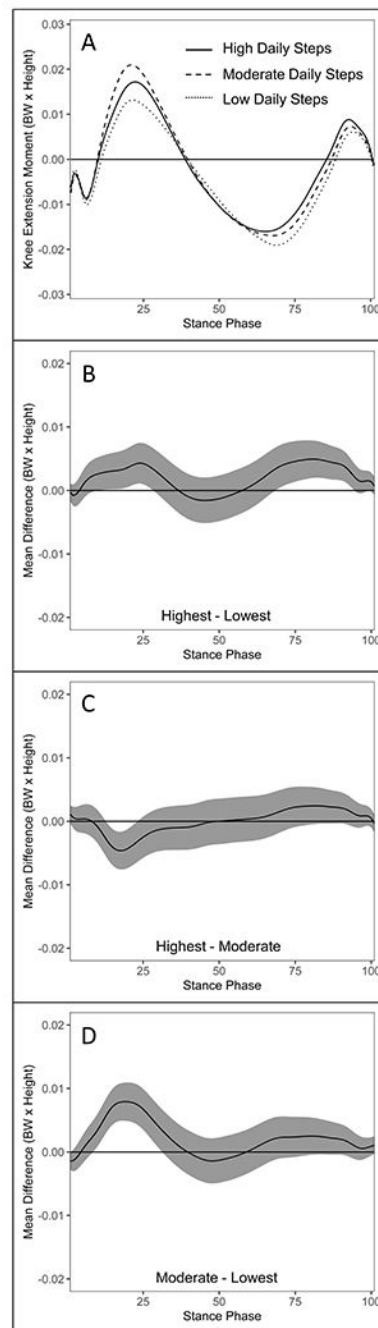 A
High Daily Steps
Moderate Daily Steps
Low Daily Steps
Knee Extension Moment (BW x Height)
0.03
0.02
0.01
0.00
-0.01
-0.02
-0.03
25
50
75
100
Stance Phase
B
Mean Difference (BW x Height)
0.02
0.01
0.00
-0.01
-0.02
Highest - Lowest
25
50
75
100
Stance Phase
C
Mean Difference (BW x Height)
0.02
0.01
0.00
-0.01
-0.02
Highest - Moderate
25
50
75
100
Stance Phase
D
Mean Difference (BW x Height)
0.02
0.01
0.00
-0.01
-0.02
Moderate - Lowest
25
50
75
100
Stance Phase